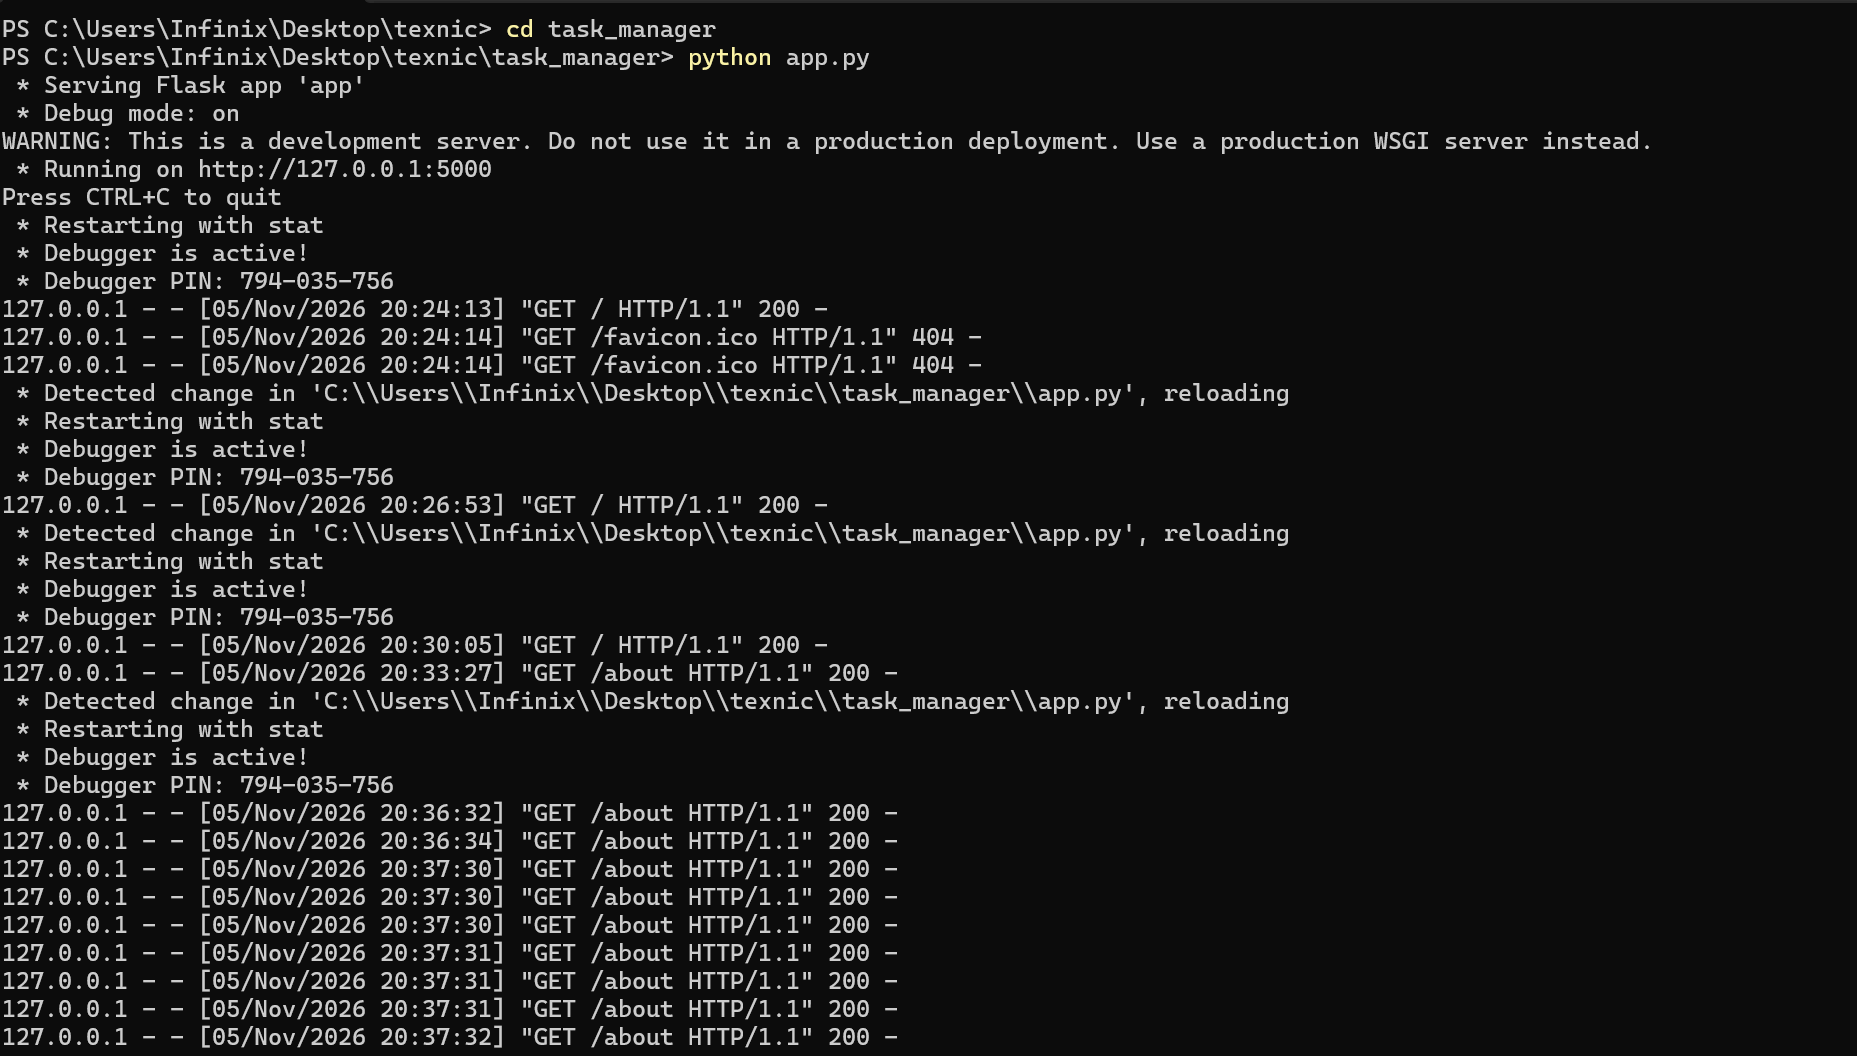 PS C:\Users\Infinix\Desktop\texnic> cd task_manager
PS C:\Users\Infinix\Desktop\texnic\task_manager> python app.py
 * Serving Flask app 'app'
 * Debug mode: on
WARNING: This is a development server. Do not use it in a production deployment. Use a production WSGI server instead.
 * Running on http://127.0.0.1:5000
Press CTRL+C to quit
 * Restarting with stat
 * Debugger is active!
 * Debugger PIN: 794-035-756
127.0.0.1 - - [05/Nov/2026 20:24:13] "GET / HTTP/1.1" 200 -
127.0.0.1 - - [05/Nov/2026 20:24:14] "GET /favicon.ico HTTP/1.1" 404 -
127.0.0.1 - - [05/Nov/2026 20:24:14] "GET /favicon.ico HTTP/1.1" 404 -
 * Detected change in 'C:\\Users\\Infinix\\Desktop\\texnic\\task_manager\\app.py', reloading
 * Restarting with stat
 * Debugger is active!
 * Debugger PIN: 794-035-756
127.0.0.1 - - [05/Nov/2026 20:26:53] "GET / HTTP/1.1" 200 -
 * Detected change in 'C:\\Users\\Infinix\\Desktop\\texnic\\task_manager\\app.py', reloading
 * Restarting with stat
 * Debugger is active!
 * Debugger PIN: 794-035-756
127.0.0.1 - - [05/Nov/2026 20:30:05] "GET / HTTP/1.1" 200 -
127.0.0.1 - - [05/Nov/2026 20:33:27] "GET /about HTTP/1.1" 200 -
 * Detected change in 'C:\\Users\\Infinix\\Desktop\\texnic\\task_manager\\app.py', reloading
 * Restarting with stat
 * Debugger is active!
 * Debugger PIN: 794-035-756
127.0.0.1 - - [05/Nov/2026 20:36:32] "GET /about HTTP/1.1" 200 -
127.0.0.1 - - [05/Nov/2026 20:36:34] "GET /about HTTP/1.1" 200 -
127.0.0.1 - - [05/Nov/2026 20:37:30] "GET /about HTTP/1.1" 200 -
127.0.0.1 - - [05/Nov/2026 20:37:30] "GET /about HTTP/1.1" 200 -
127.0.0.1 - - [05/Nov/2026 20:37:30] "GET /about HTTP/1.1" 200 -
127.0.0.1 - - [05/Nov/2026 20:37:31] "GET /about HTTP/1.1" 200 -
127.0.0.1 - - [05/Nov/2026 20:37:31] "GET /about HTTP/1.1" 200 -
127.0.0.1 - - [05/Nov/2026 20:37:31] "GET /about HTTP/1.1" 200 -
127.0.0.1 - - [05/Nov/2026 20:37:32] "GET /about HTTP/1.1" 200 -